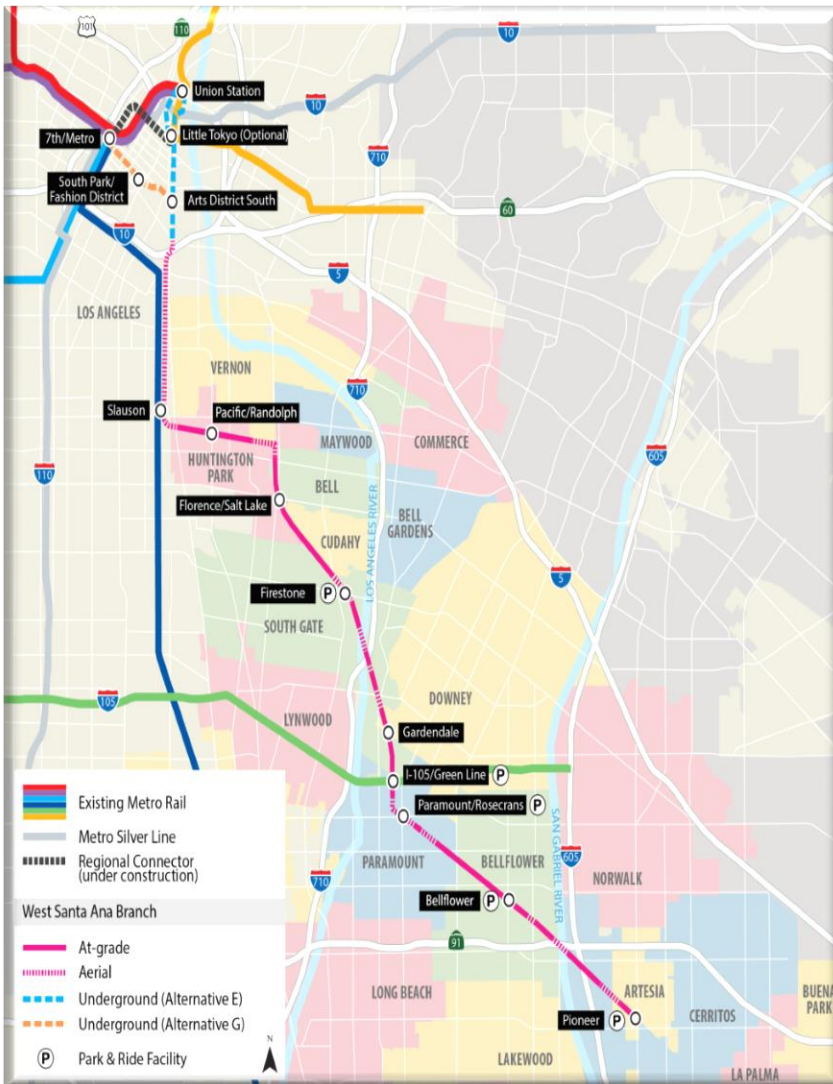 101
110
10
Union Station
10
7th/Metro
Little Tokyo (Optional)
710
South Park/
Fashion District
Arts District South
60
10
5
LOS ANGELES
VERNON
710
Slauson
Pacific/Randolph
MAYWOOD
COMMERCE
605
HUNTINGTON
PARK
110
BELL
Florence/Salt Lake
BELL
GARDENS
LOS ANGELES RIVER
CUDAHY
5
Firestone
P
SOUTH GATE
105
DOWNEY
LYNWOOD
Gardendale
I-105/Green Line
P
Paramount/Rosecrans
P
SAN GABRIEL RIVER
PARAMOUNT
BELLFLOWER
605
NORWALK
710
Bellflower
P
91
LONG BEACH
ARTESIA
BUENA
PARK
Pioneer
P
CERRITOS
LAKEWOOD
LA PALMA
Existing Metro Rail
Metro Silver Line
Regional Connector
(under construction)
West Santa Ana Branch
At-grade
Aerial
Underground (Alternative E)
Underground (Alternative G)
P
Park & Ride Facility
N